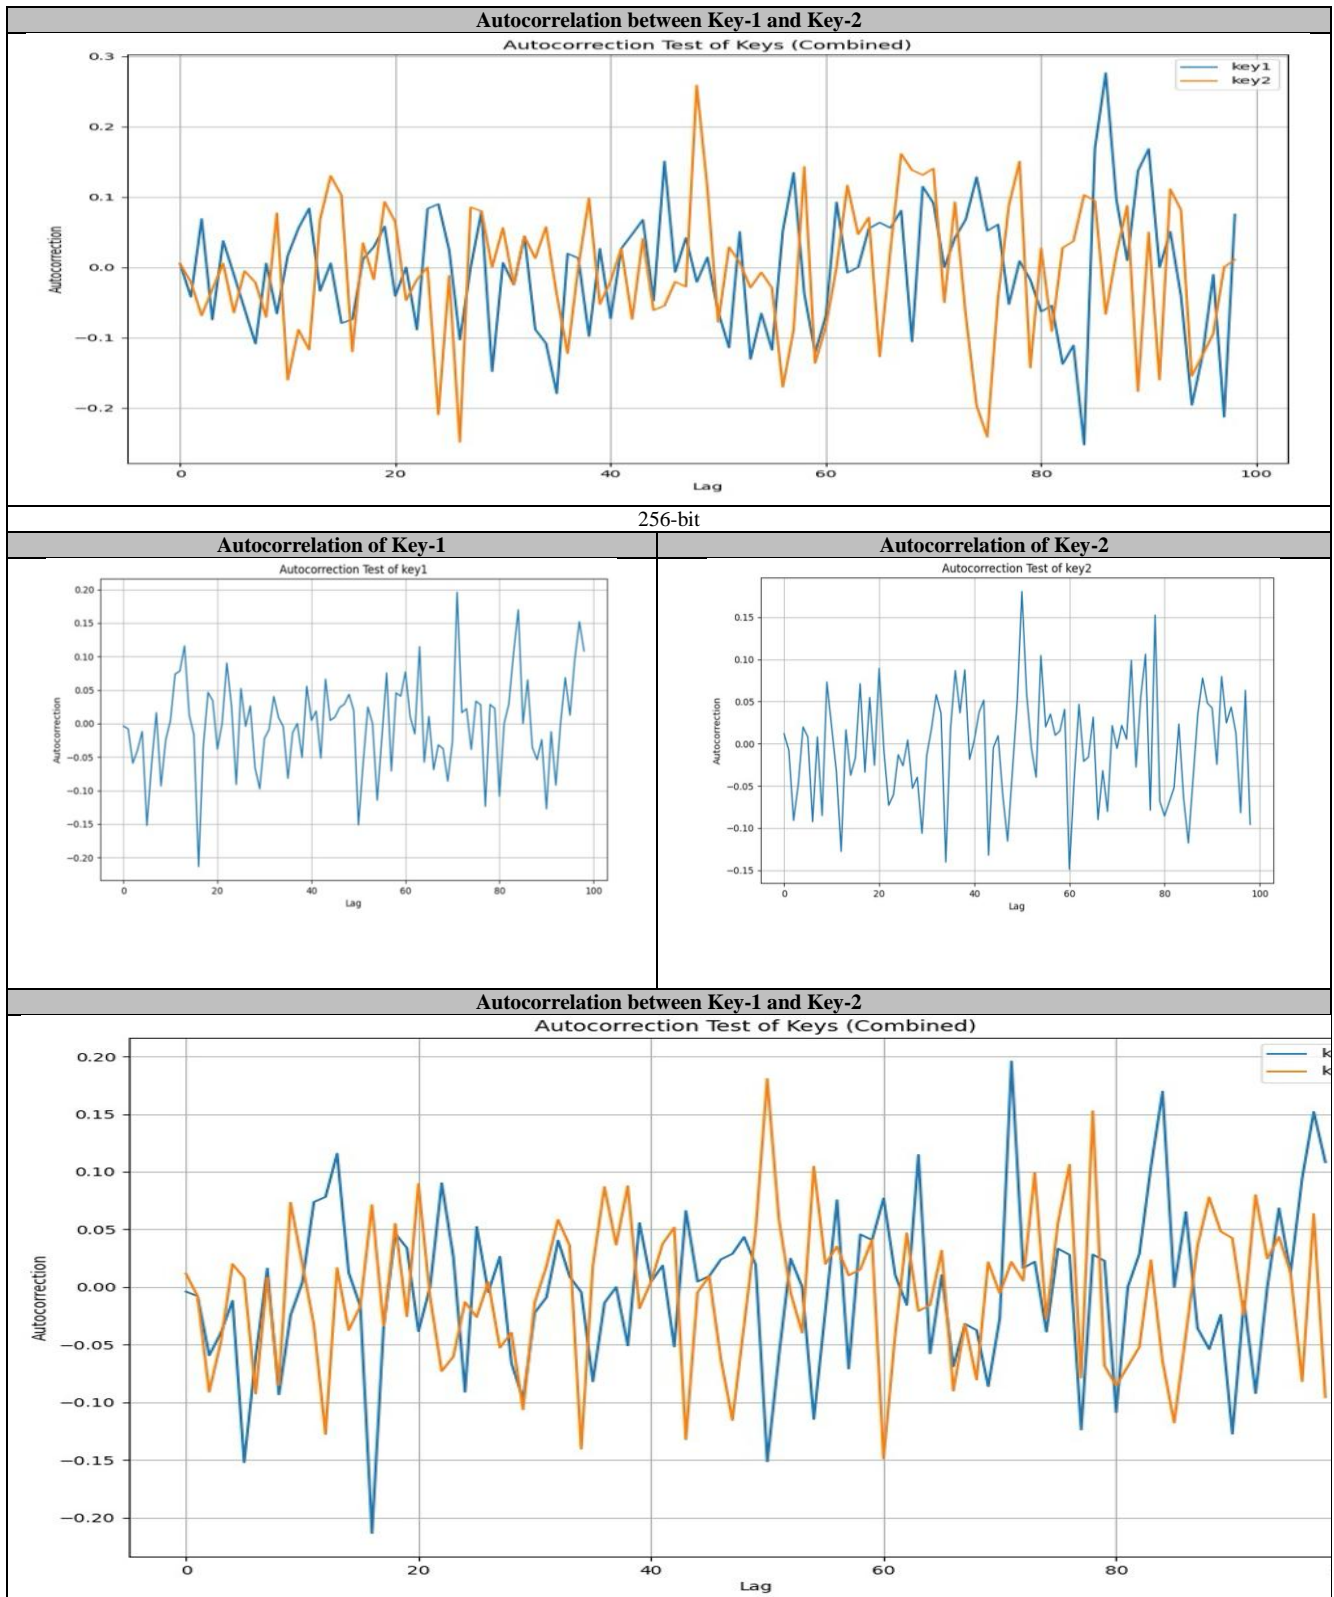 Autocorrelation between Key-1 and Key-2
Autocorrection Test of Keys (Combined)
key1
key2
0.3
0.2
0.1
0.0
−0.1
−0.2
Autocorrection
0 20 40 60 80 100
Lag
256-bit
Autocorrelation of Key-1
Autocorrection Test of key1
0.20
0.15
0.10
0.05
0.00
−0.05
−0.10
−0.15
−0.20
Autocorrection
0 20 40 60 80 100
Lag
Autocorrelation of Key-2
Autocorrection Test of key2
0.15
0.10
0.05
0.00
−0.05
−0.10
−0.15
Autocorrection
0 20 40 60 80 100
Lag
Autocorrelation between Key-1 and Key-2
Autocorrection Test of Keys (Combined)
k
k
0.20
0.15
0.10
0.05
0.00
−0.05
−0.10
−0.15
−0.20
Autocorrection
0 20 40 60 80
Lag